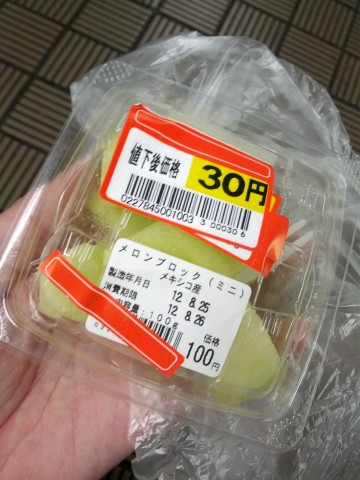 値下後価格
30円
0227845001003 3000306
メロンブロック(ミニ)
メキシコ産
製造年月日 12 8.25
消費期限 12 8.26
内容量:100g
価格
100円